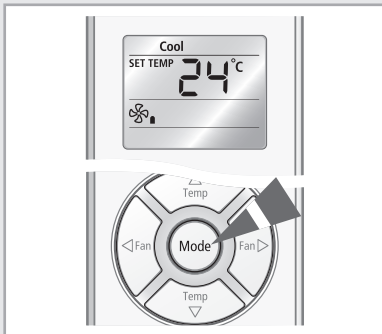 Cool
SET TEMP 24°C
Temp
Fan Mode Fan
Temp